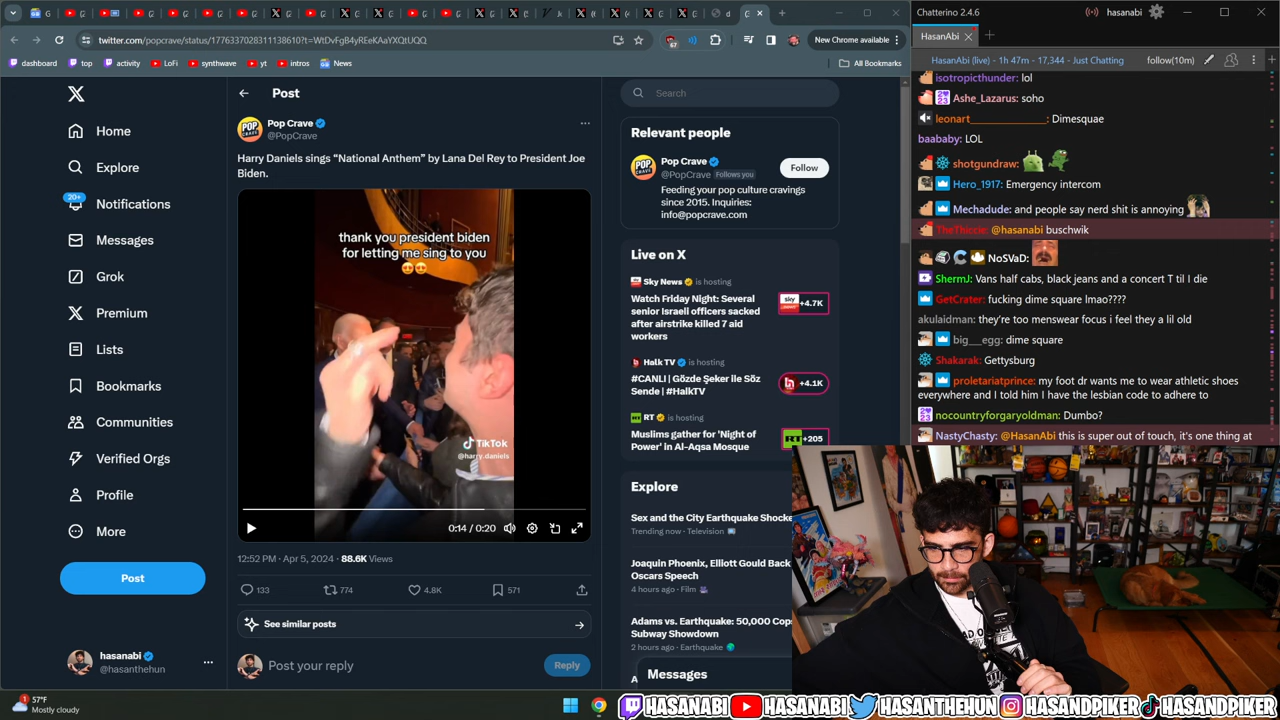 twitter.com/popcrave/status/1776337028311138610?t=WtDvFgB4yREeKAaYXQtUQQ
New Chrome available
dashboard
top
activity
LoFi
synthwave
yt
intros
News
All Bookmarks
Home
Explore
20+
Notifications
Messages
Grok
Premium
Lists
Bookmarks
Communities
Verified Orgs
Profile
More
Post
hasanabi
@hasanthehun
Post
Pop Crave
@PopCrave
Harry Daniels sings “National Anthem” by Lana Del Rey to President Joe
Biden.
thank you president biden
for letting me sing to you
TikTok
@harry.daniels
0:14 / 0:20
12:52 PM · Apr 5, 2024 · 88.6K Views
133
774
4.8K
571
See similar posts
Post your reply
Reply
Search
Relevant people
Pop Crave
@PopCrave Follows you
Follow
Feeding your pop culture cravings
since 2015. Inquiries:
info@popcrave.com
Live on X
Sky News is hosting
Watch Friday Night: Several
senior Israeli officers sacked
after airstrike killed 7 aid
workers
sky
+4.7K
Halk TV is hosting
#CANLI | Gözde Şeker ile Söz
Sende | #HalkTV
+4.1K
RT is hosting
Muslims gather for 'Night of
Power' in Al-Aqsa Mosque
RT
+205
Explore
Sex and the City Earthquake Shocke
Trending now · Television
Joaquin Phoenix, Elliott Gould Back
Oscars Speech
4 hours ago · Film
Adams vs. Earthquake: 50,000 Cops
Subway Showdown
2 hours ago · Earthquake
Messages
Chatterino 2.4.6
hasanabi
HasanAbi
HasanAbi (live) - 1h 47m - 17,344 - Just Chatting
follow(10m)
isotropicthunder: lol
Ashe_Lazarus: soho
leonart______________: Dimesquae
baababy: LOL
shotgundraw:
Hero_1917: Emergency intercom
Mechadude: and people say nerd shit is annoying
TheThiccie: @hasanabi buschwik
NoSVaD:
ShermJ: Vans half cabs, black jeans and a concert T til I die
GetCrater: fucking dime square lmao????
akulaidman: they're too menswear focus i feel they a lil old
big___egg: dime square
Shakarak: Gettysburg
proletariatprince: my foot dr wants me to wear athletic shoes
everywhere and I told him I have the lesbian code to adhere to
nocountryforgaryoldman: Dumbo?
NastyChasty: @HasanAbi this is super out of touch, it's one thing at
1
57°F
Mostly cloudy
HASANABI
HASANABI
HASANTHEHUN
HASANDPIKER
HASANDPIKER